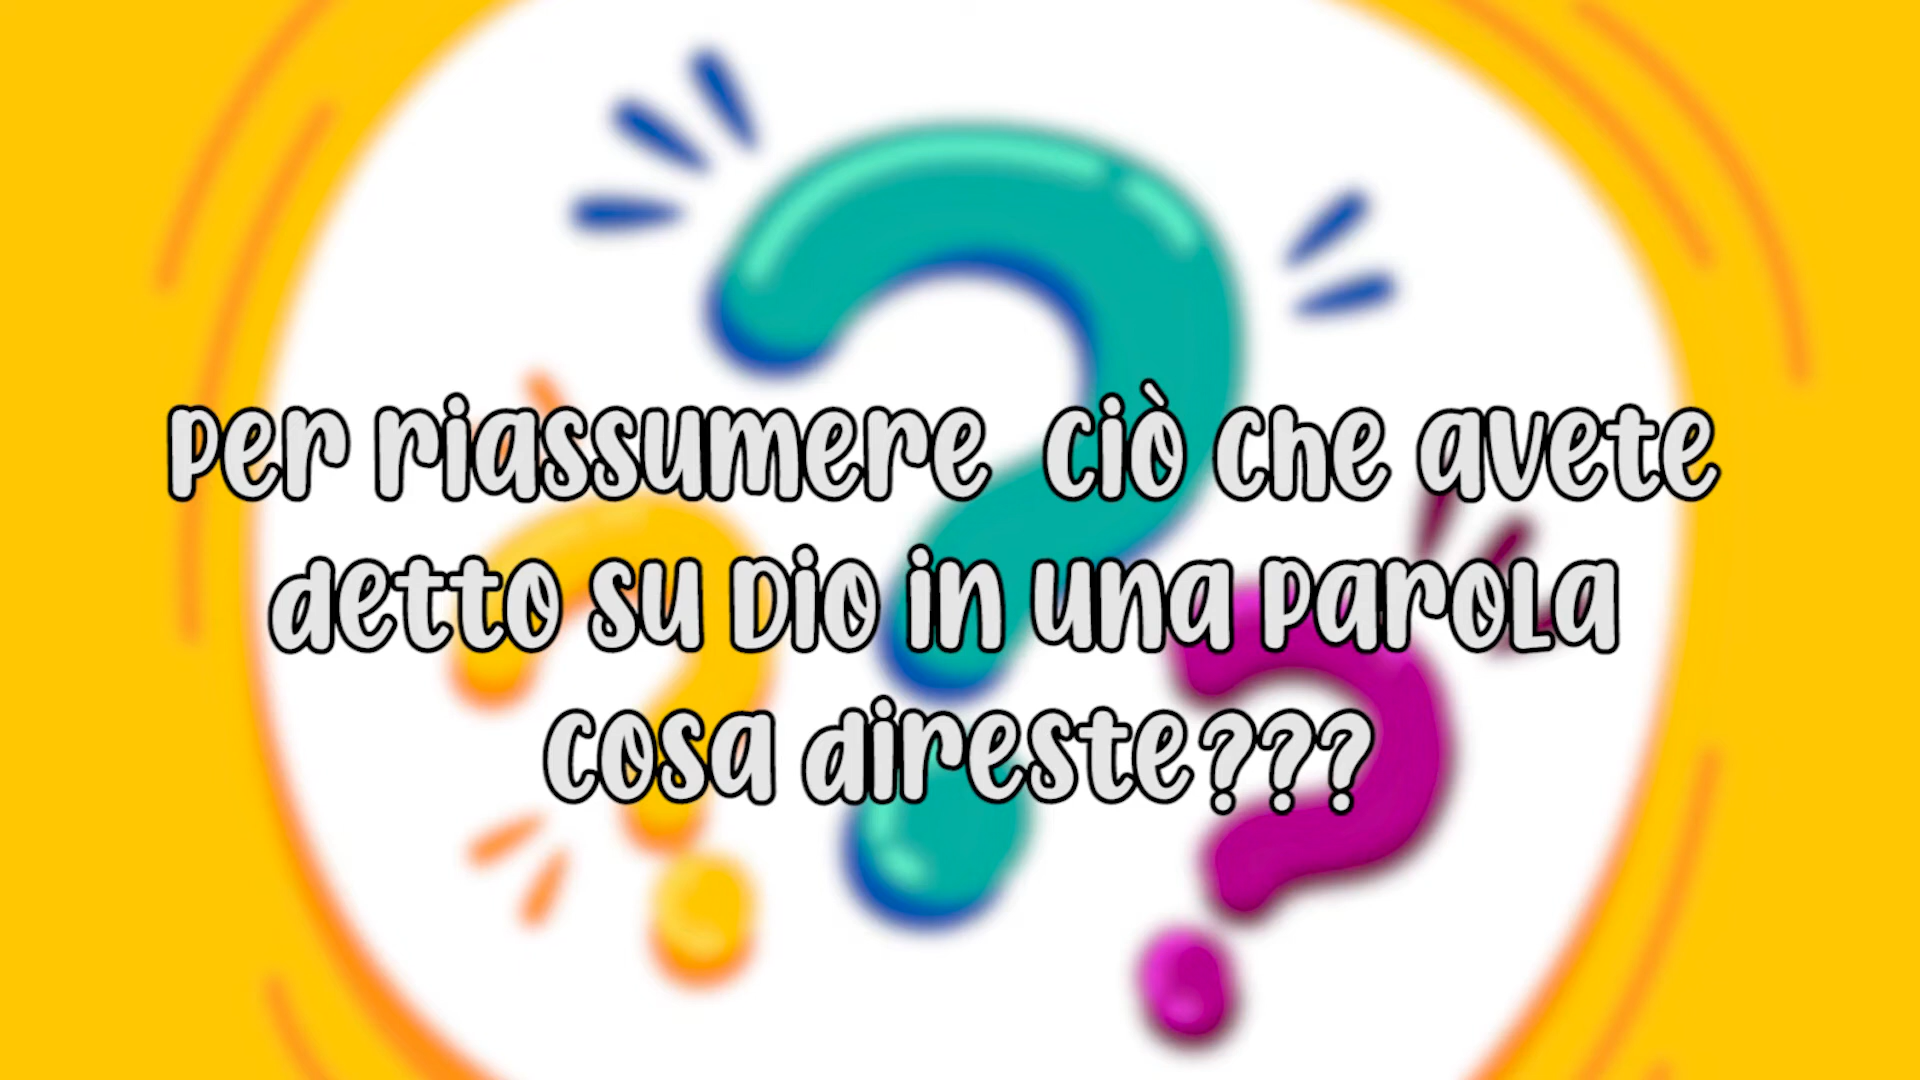 per riassumere ciò che avete
detto su Dio in una parola
cosa direste???